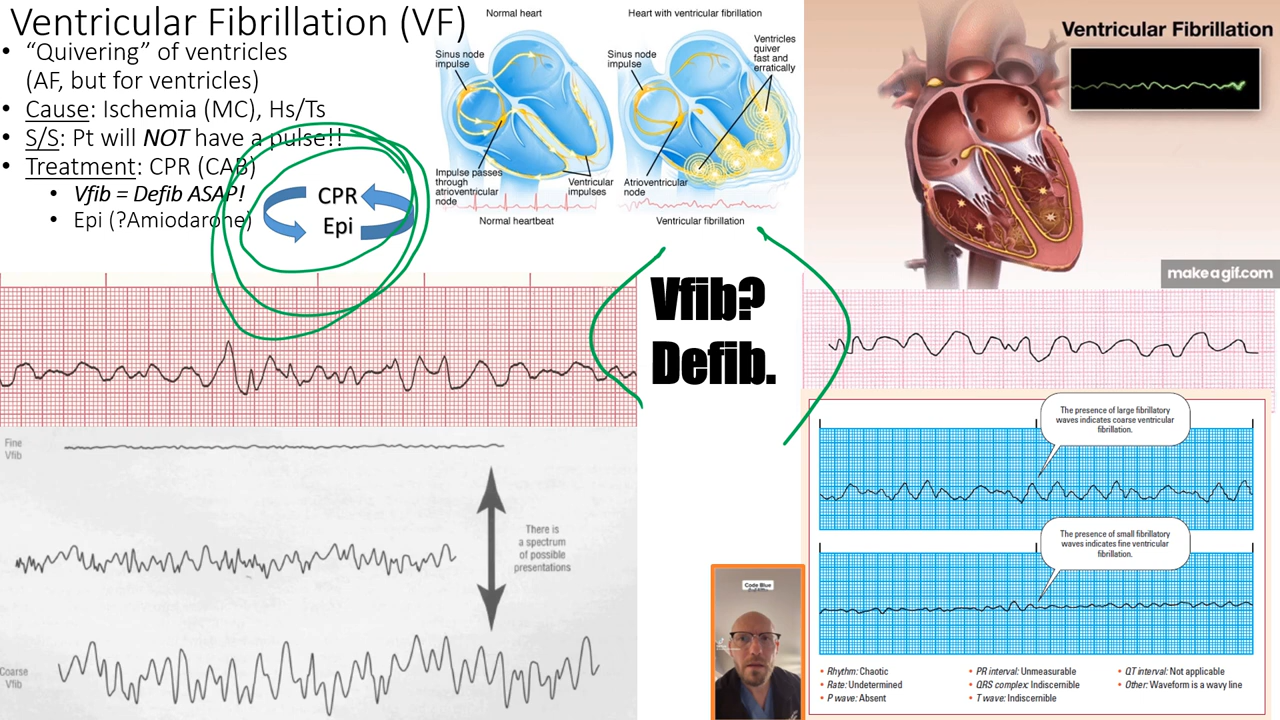 Ventricular Fibrillation (VF)
• “Quivering” of ventricles
(AF, but for ventricles)
• Cause: Ischemia (MC), Hs/Ts
• S/S: Pt will NOT have a pulse!!
• Treatment: CPR (CAB)
• Vfib = Defib ASAP!
• Epi (?Amiodarone)
CPR
Epi
Normal heart
Sinus node
impulse
Impulse passes
through
atrioventricular
node
Ventricular
impulses
Normal heartbeat
Heart with ventricular fibrillation
Sinus node
impulse
Ventricles
quiver
fast and
erratically
Atrioventricular
node
Ventricular fibrillation
Ventricular Fibrillation
makeagif.com
Vfib?
Defib.
Fine
Vfib
There is
a spectrum
of possible
presentations
Coarse
Vfib
Code Blue
The presence of large fibrillatory
waves indicates coarse ventricular
fibrillation.
The presence of small fibrillatory
waves indicates fine ventricular
fibrillation.
• Rhythm: Chaotic
• Rate: Undetermined
• P wave: Absent
• PR interval: Unmeasurable
• QRS complex: Indiscernible
• T wave: Indiscernible
• QT interval: Not applicable
• Other: Waveform is a wavy line